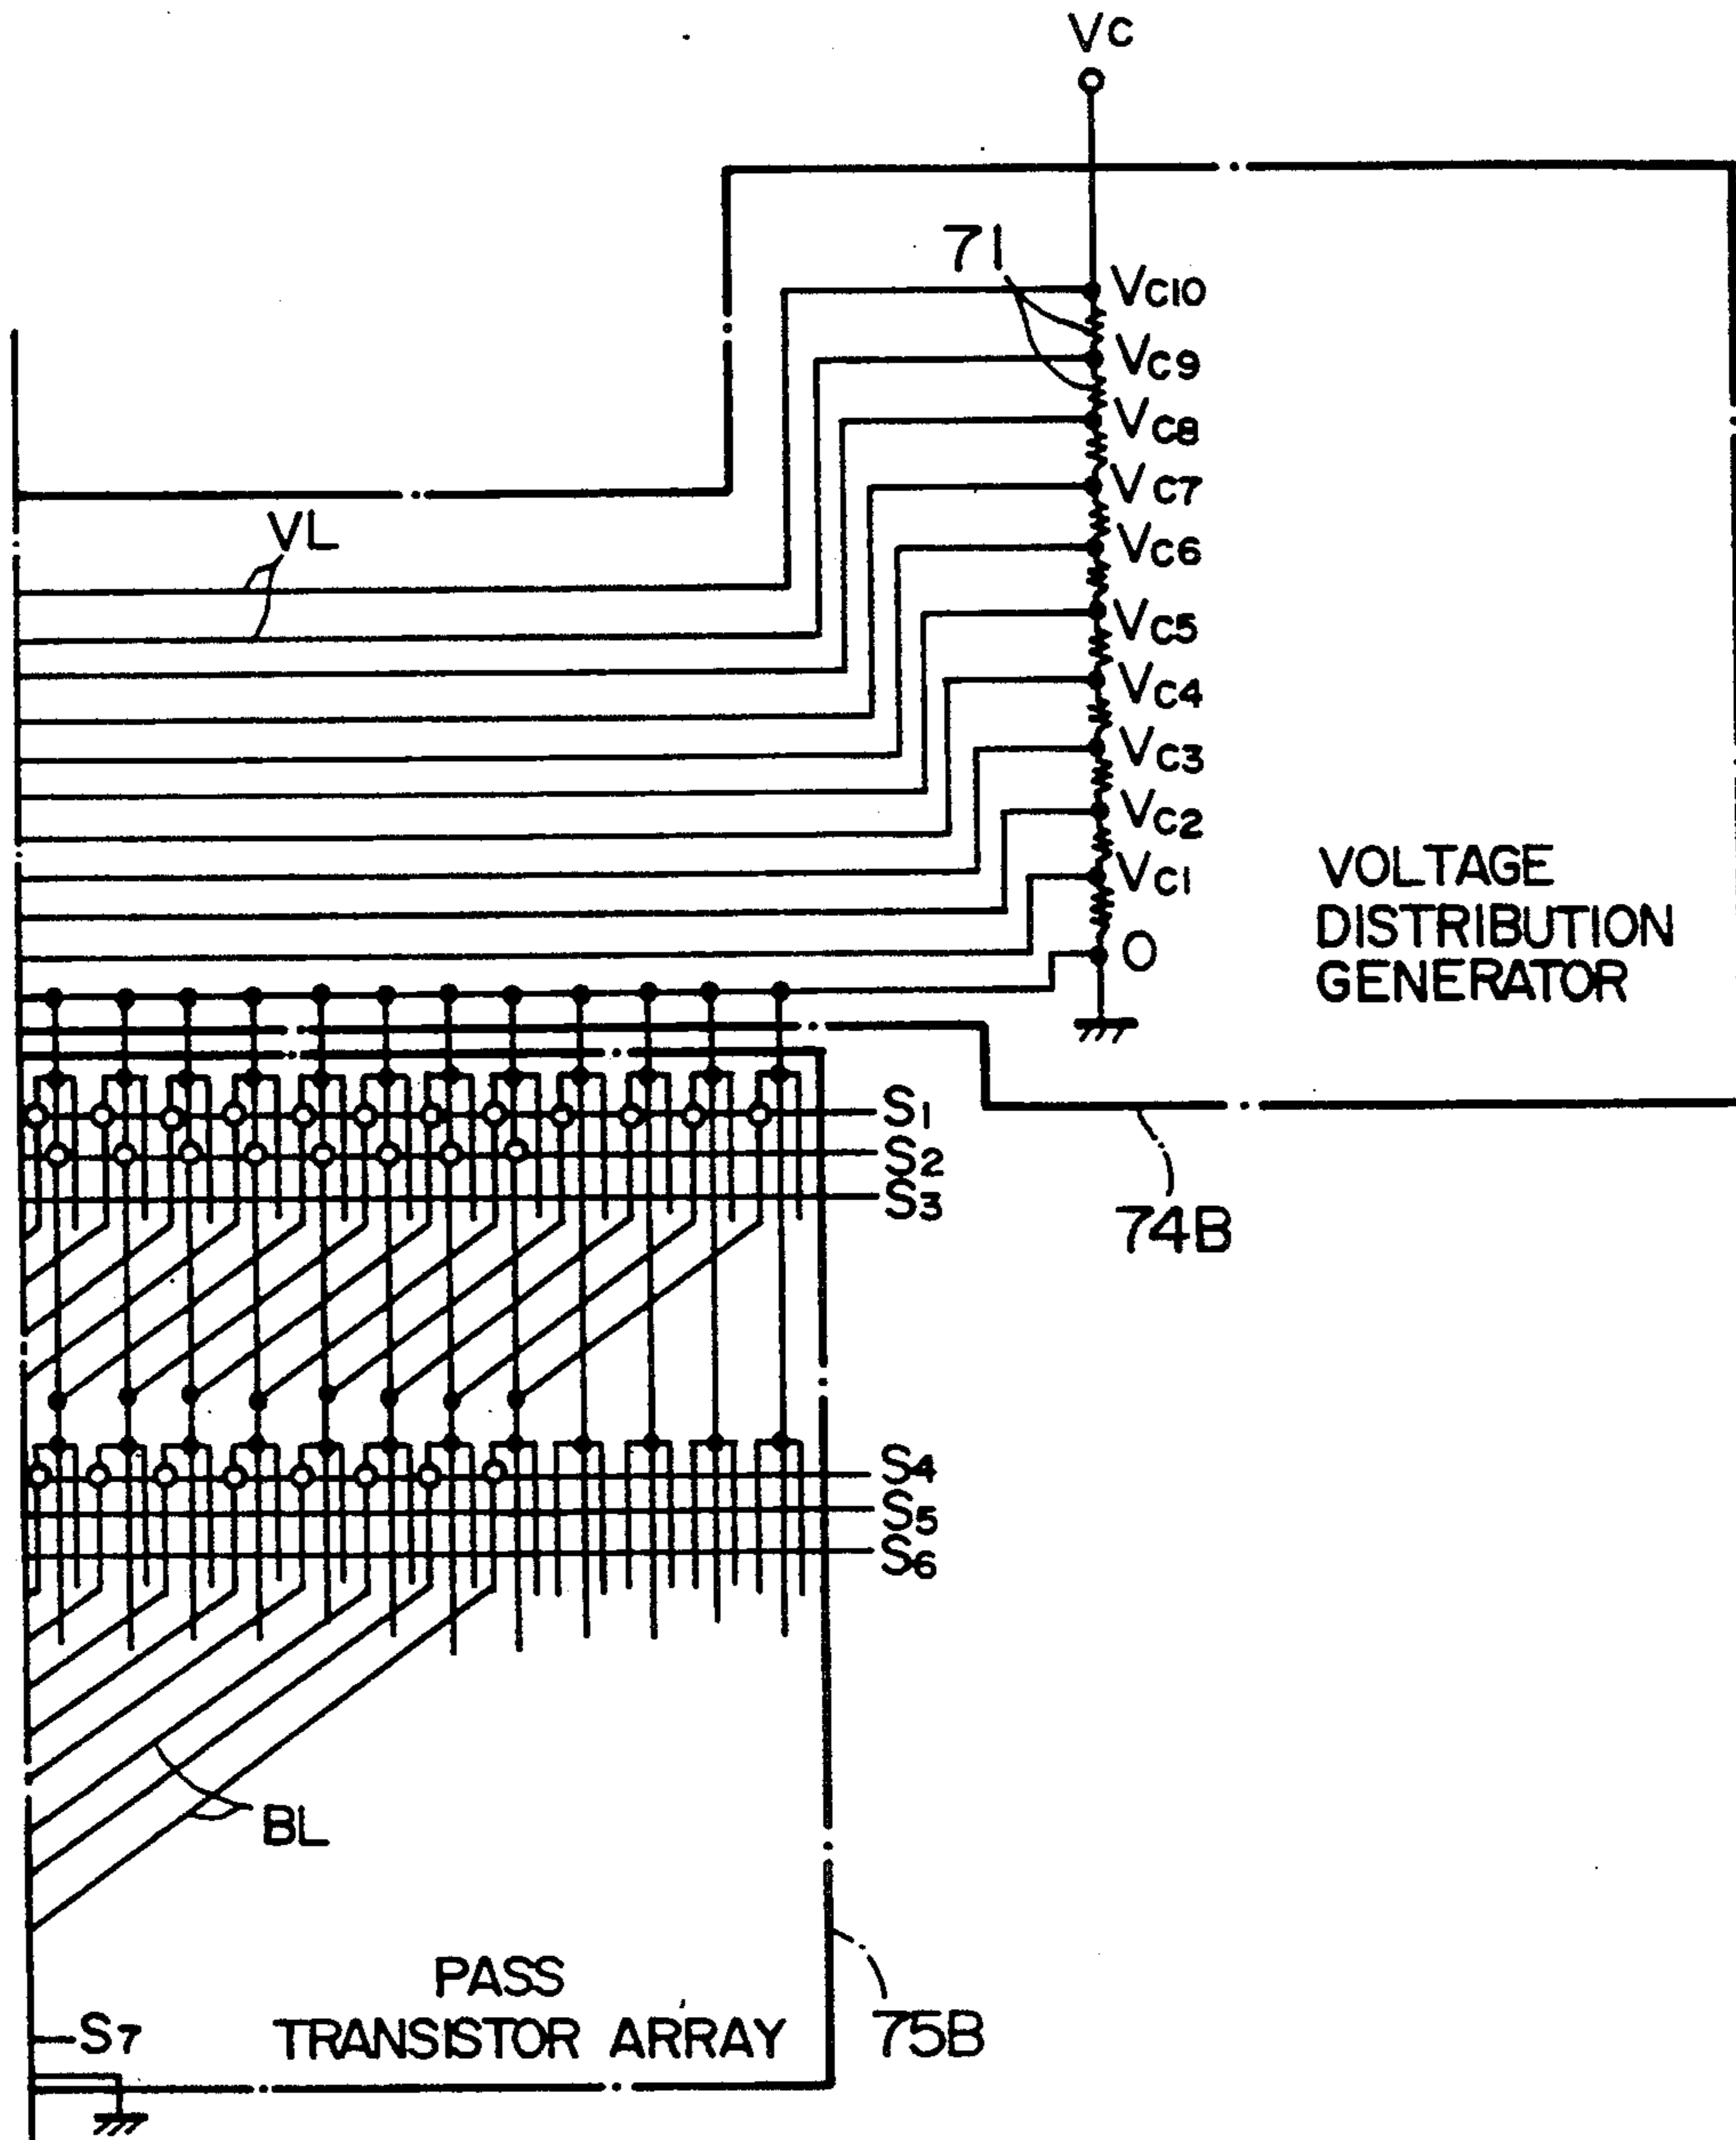 Vc
71
VC10
VC9
VC8
VL
VC7
VC6
VC5
VC4
VC3
VC2
VC1
O
VOLTAGE
DISTRIBUTION
GENERATOR
S1
S2
S3
74B
S4
S5
S6
BL
PASS
TRANSISTOR ARRAY
S7
75B